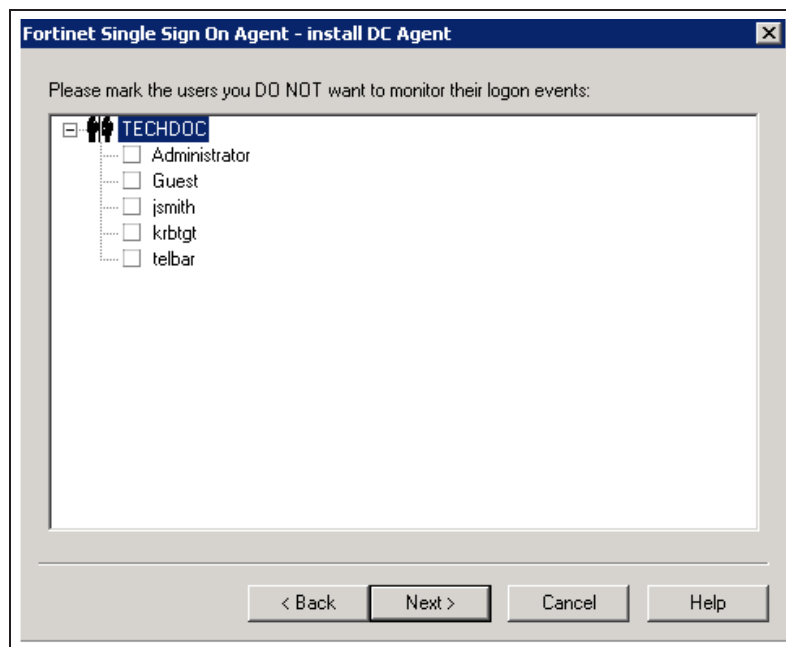 Fortinet Single Sign On Agent - install DC Agent
Please mark the users you DO NOT want to monitor their logon events:
TECHDOC
Administrator
Guest
jsmith
krbtgt
telbar
< Back
Next >
Cancel
Help